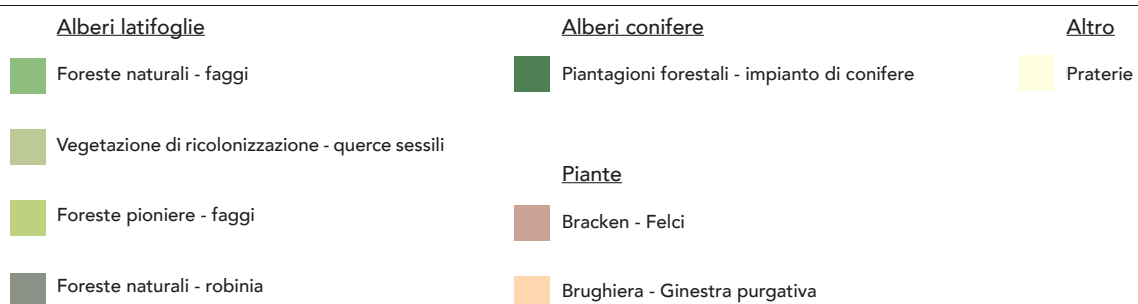 Alberi latifoglie
Foreste naturali - faggi
Vegetazione di ricolonizzazione - querce sessili
Foreste pioniere - faggi
Foreste naturali - robinia
Alberi conifere
Piantagioni forestali - impianto di conifere
Piante
Bracken - Felci
Brughiera - Ginestra purgativa
Altro
Praterie